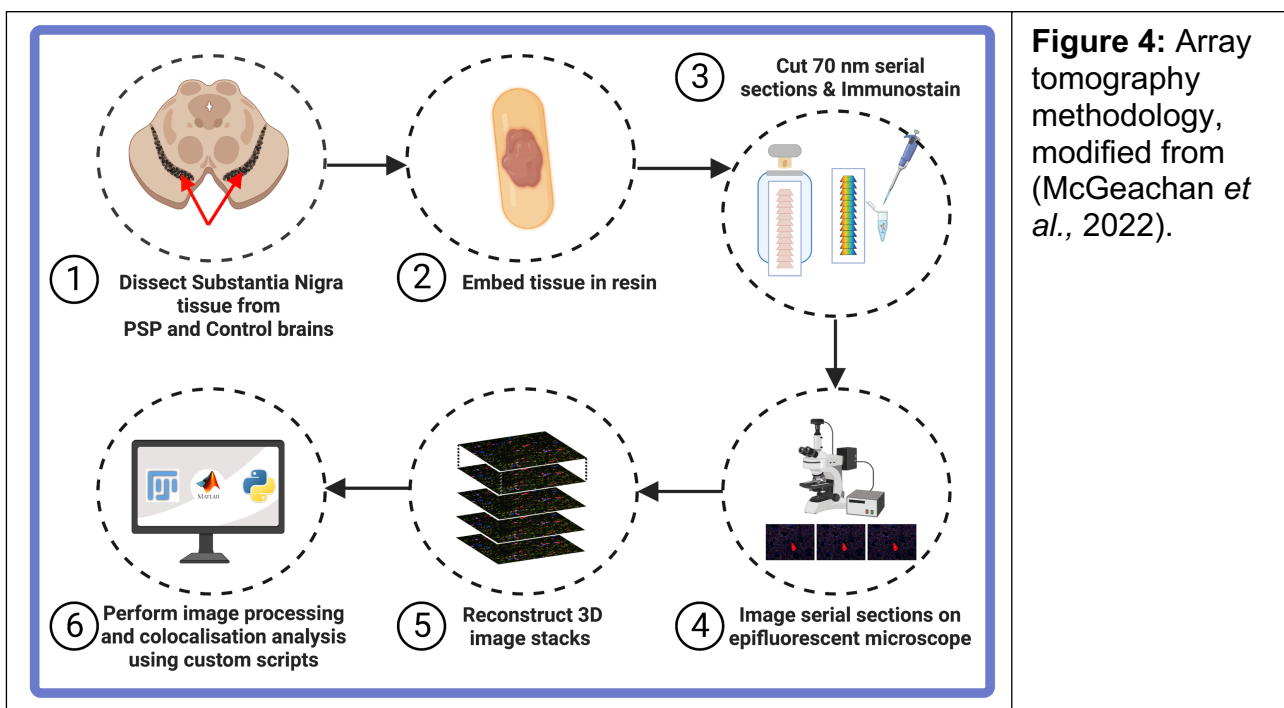 1
Dissect Substantia Nigra
tissue from
PSP and Control brains
2
Embed tissue in resin
3
Cut 70 nm serial
sections & Immunostain
4
Image serial sections on
epifluorescent microscope
5
Reconstruct 3D
image stacks
MATLAB
6
Perform image processing
and colocalisation analysis
using custom scripts
Figure 4: Array
tomography
methodology,
modified from
(McGeachan et
al., 2022).